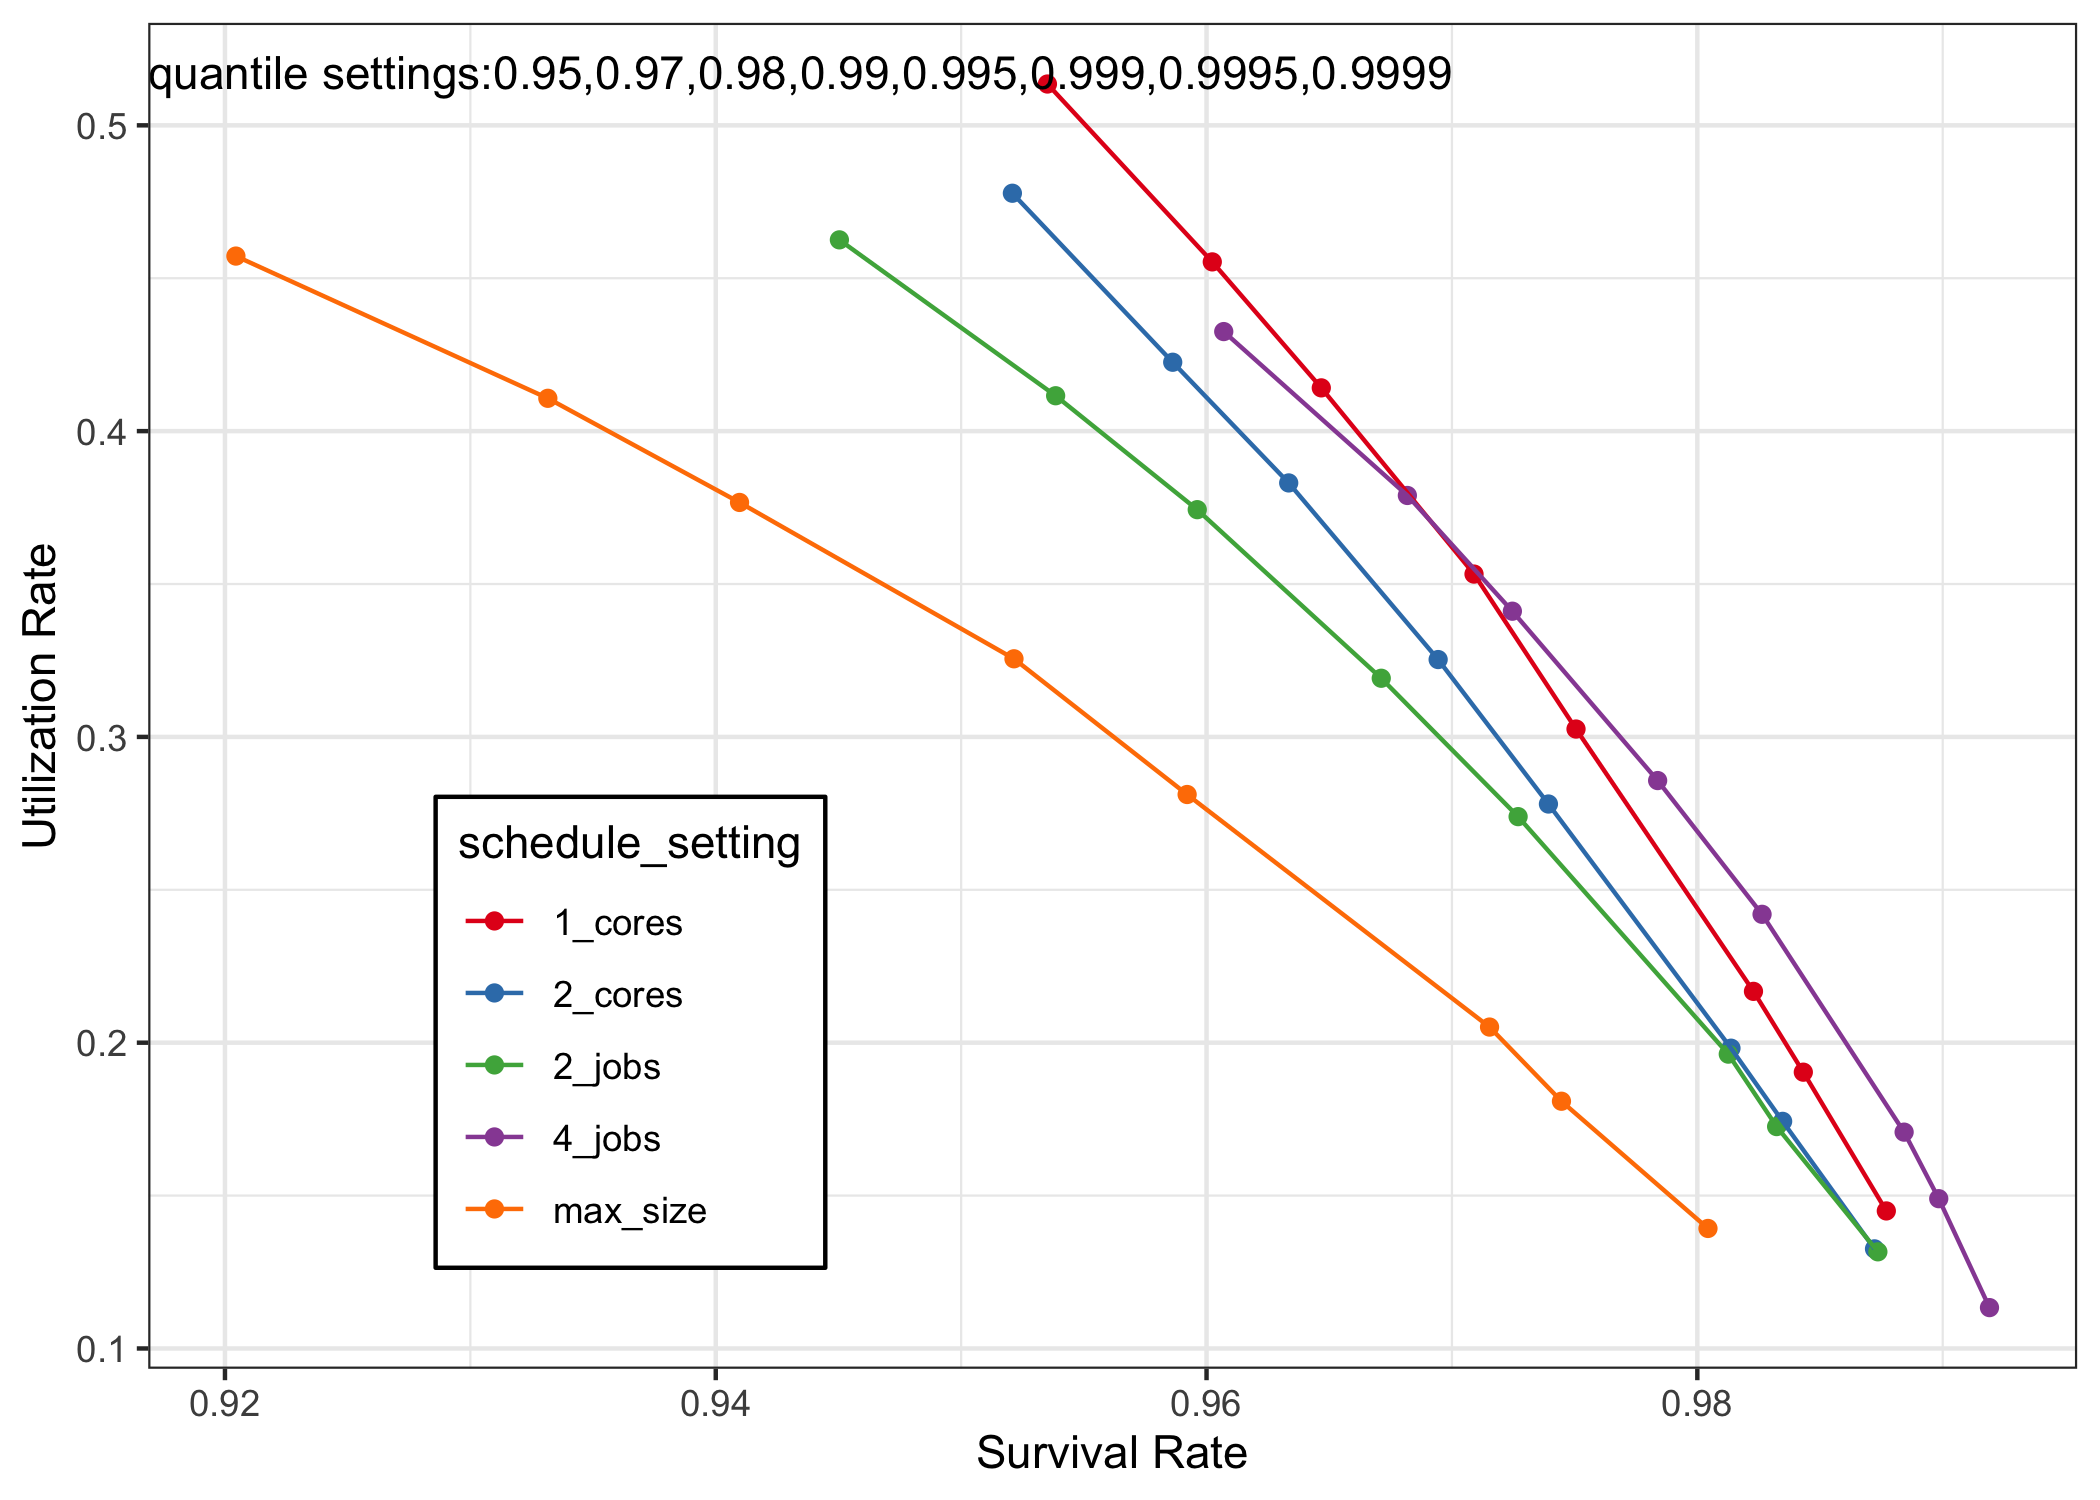 quantile settings:0.95,0.97,0.98,0.99,0.995,0.999,0.9995,0.9999
0.5
0.4
0.3
0.2
0.1
Utilization Rate
schedule_setting
1_cores
2_cores
2_jobs
4_jobs
max_size
0.92
0.94
0.96
0.98
Survival Rate